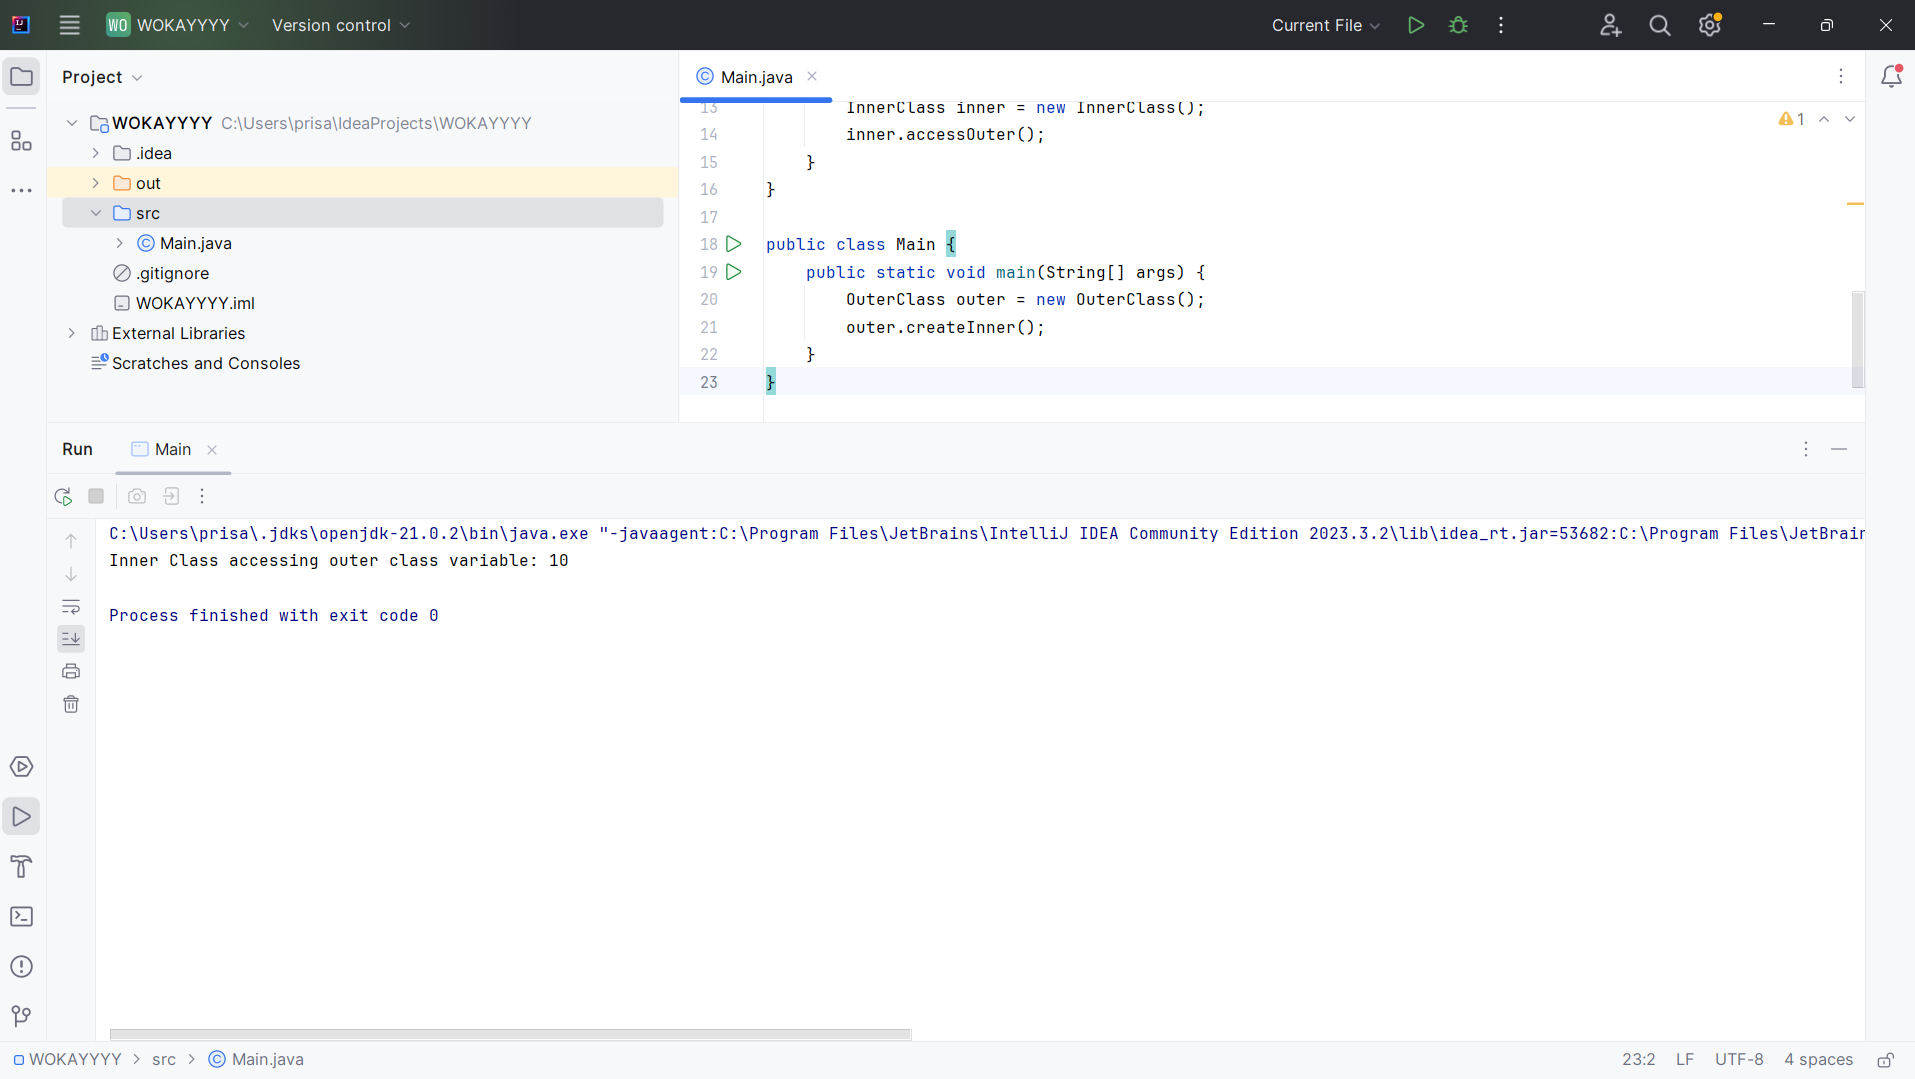 WO WOKAYYYY Version control Current File
Project
Main.java
WOKAYYYY C:\Users\prisa\IdeaProjects\WOKAYYYY
.idea
out
src
Main.java
.gitignore
WOKAYYYY.iml
External Libraries
Scratches and Consoles
13 InnerClass inner = new InnerClass();
14 inner.accessOuter();
15 }
16 }
17
18 public class Main {
19 public static void main(String[] args) {
20 OuterClass outer = new OuterClass();
21 outer.createInner();
22 }
23 }
1
Run Main
C:\Users\prisa\.jdks\openjdk-21.0.2\bin\java.exe "-javaagent:C:\Program Files\JetBrains\IntelliJ IDEA Community Edition 2023.3.2\lib\idea_rt.jar=53682:C:\Program Files\JetBrain
Inner Class accessing outer class variable: 10
Process finished with exit code 0
WOKAYYYY > src > Main.java 23:2 LF UTF-8 4 spaces